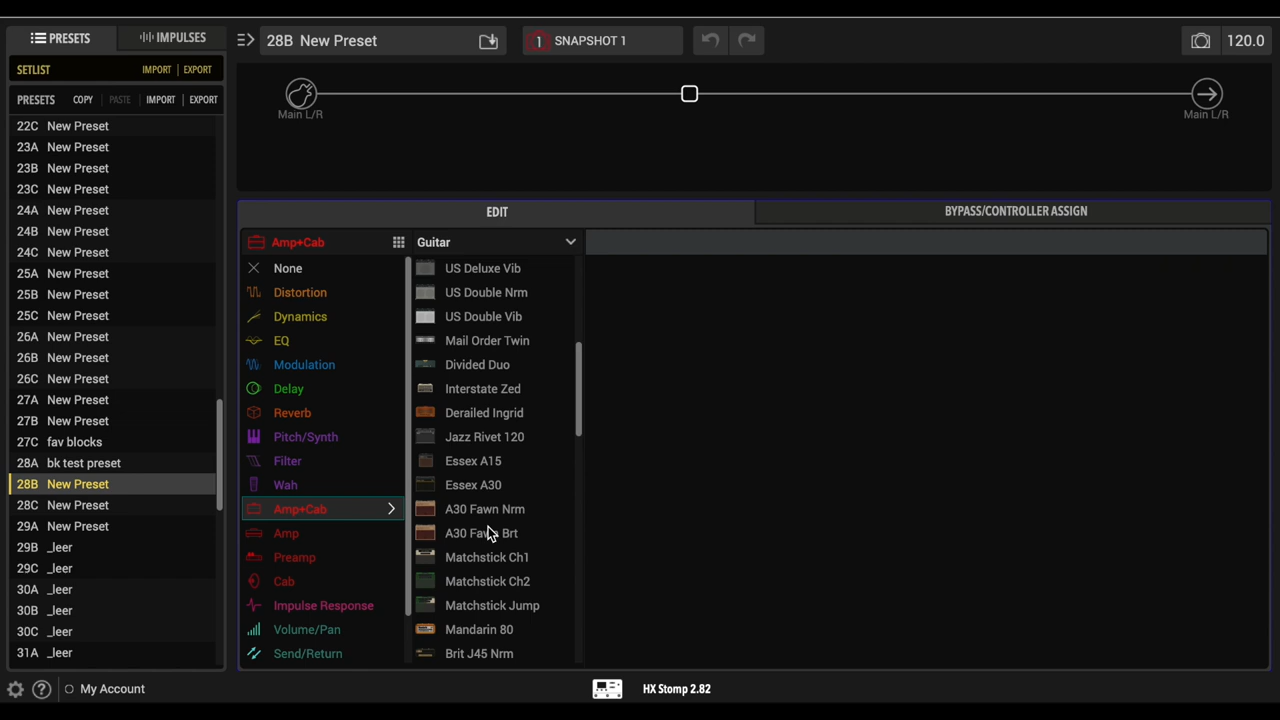 PRESETS
IMPULSES
28B New Preset
1 SNAPSHOT 1
120.0
SETLIST IMPORT | EXPORT
PRESETS COPY | PASTE | IMPORT | EXPORT
22C New Preset
23A New Preset
23B New Preset
23C New Preset
24A New Preset
24B New Preset
24C New Preset
25A New Preset
25B New Preset
25C New Preset
26A New Preset
26B New Preset
26C New Preset
27A New Preset
27B New Preset
27C fav blocks
28A bk test preset
28B New Preset
28C New Preset
29A New Preset
29B _leer
29C _leer
30A _leer
30B _leer
30C _leer
31A _leer
Main L/R
Main L/R
EDIT
BYPASS/CONTROLLER ASSIGN
Amp+Cab
None
Distortion
Dynamics
EQ
Modulation
Delay
Reverb
Pitch/Synth
Filter
Wah
Amp+Cab
Amp
Preamp
Cab
Impulse Response
Volume/Pan
Send/Return
Guitar
US Deluxe Vib
US Double Nrm
US Double Vib
Mail Order Twin
Divided Duo
Interstate Zed
Derailed Ingrid
Jazz Rivet 120
Essex A15
Essex A30
A30 Fawn Nrm
A30 Fawn Brt
Matchstick Ch1
Matchstick Ch2
Matchstick Jump
Mandarin 80
Brit J45 Nrm
? My Account
HX Stomp 2.82